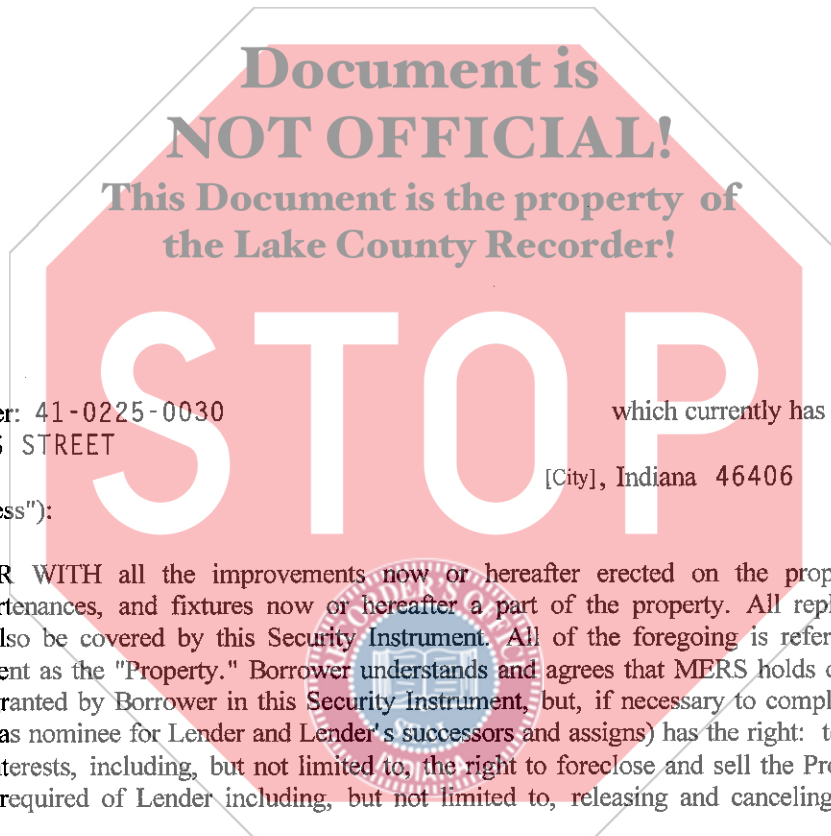 Document is
NOT OFFICIAL!
This Document is the property of
the Lake County Recorder!
STOP
er: 41-0225-0030 which currently has
S STREET
[City], Indiana 46406
ess"):
R WITH all the improvements now or hereafter erected on the prop
rtenances, and fixtures now or hereafter a part of the property. All repl
lso be covered by this Security Instrument. All of the foregoing is refer
ent as the "Property." Borrower understands and agrees that MERS holds o
ranted by Borrower in this Security Instrument, but, if necessary to compl
as nominee for Lender and Lender's successors and assigns) has the right: t
nterests, including, but not limited to, the right to foreclose and sell the Pro
required of Lender including, but not limited to, releasing and canceling
SEAL